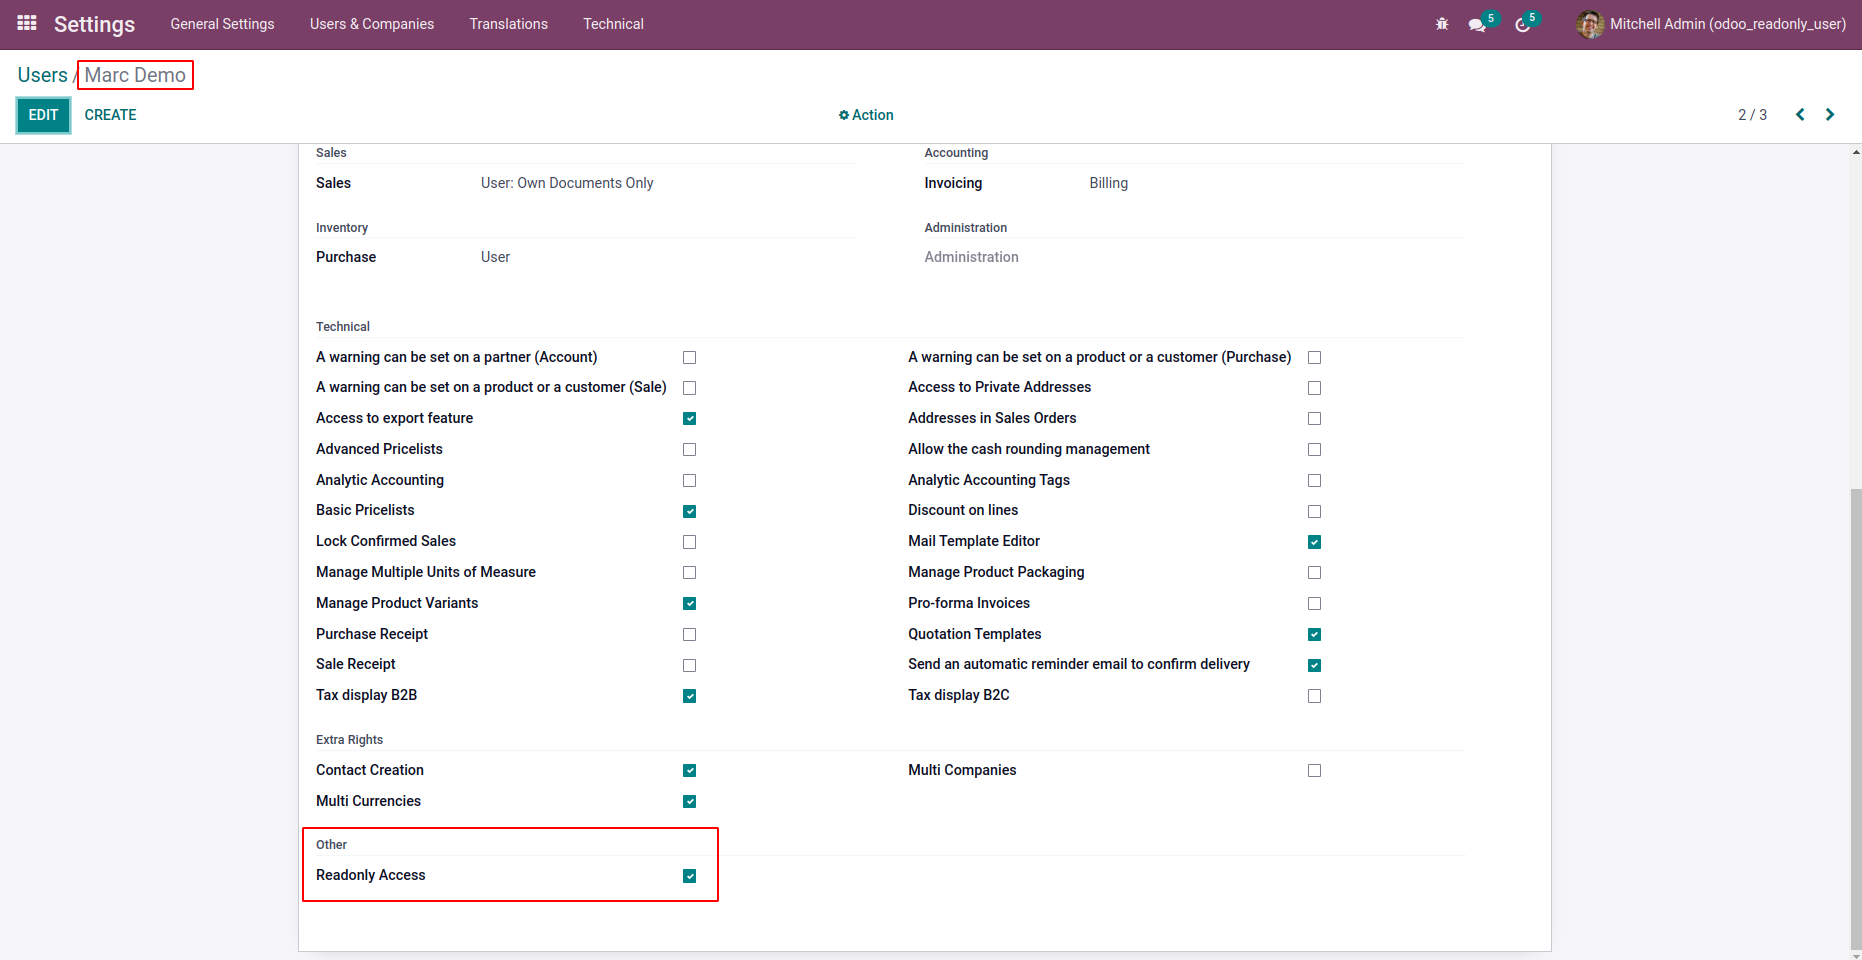 Settings General Settings Users & Companies Translations Technical 5 5 Mitchell Admin (odoo_readonly_user)
Users / Marc Demo
EDIT CREATE Action 2 / 3
Sales Accounting
Sales User: Own Documents Only Invoicing Billing
Inventory Administration
Purchase User Administration
Technical
A warning can be set on a partner (Account) A warning can be set on a product or a customer (Purchase)
A warning can be set on a product or a customer (Sale) Access to Private Addresses
Access to export feature Addresses in Sales Orders
Advanced Pricelists Allow the cash rounding management
Analytic Accounting Analytic Accounting Tags
Basic Pricelists Discount on lines
Lock Confirmed Sales Mail Template Editor
Manage Multiple Units of Measure Manage Product Packaging
Manage Product Variants Pro-forma Invoices
Purchase Receipt Quotation Templates
Sale Receipt Send an automatic reminder email to confirm delivery
Tax display B2B Tax display B2C
Extra Rights
Contact Creation Multi Companies
Multi Currencies
Other
Readonly Access